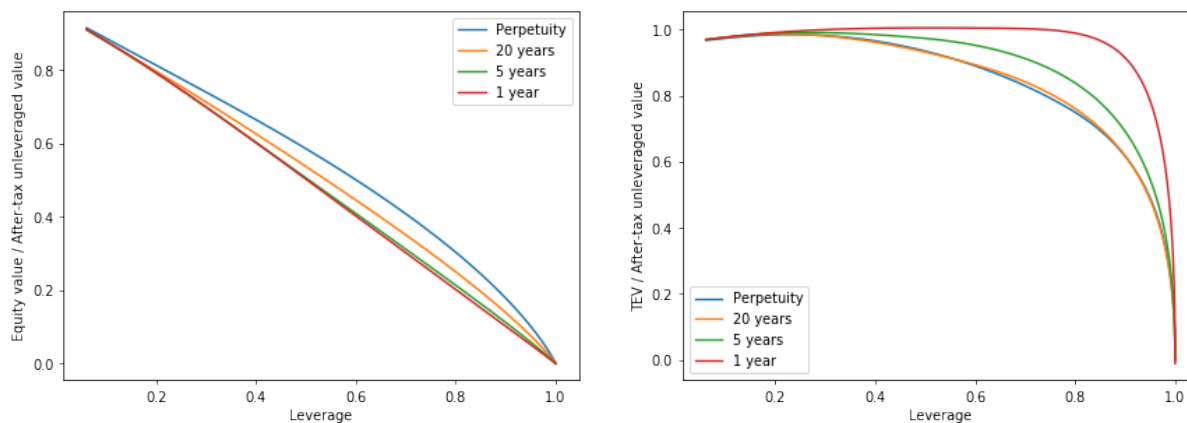 Equity value / After-tax unleveraged value
0.8
0.6
0.4
0.2
0.0
Perpetuity
20 years
5 years
1 year
0.2
0.4
0.6
0.8
1.0
Leverage
TEV / After-tax unleveraged value
1.0
0.8
0.6
0.4
0.2
0.0
Perpetuity
20 years
5 years
1 year
0.2
0.4
0.6
0.8
1.0
Leverage